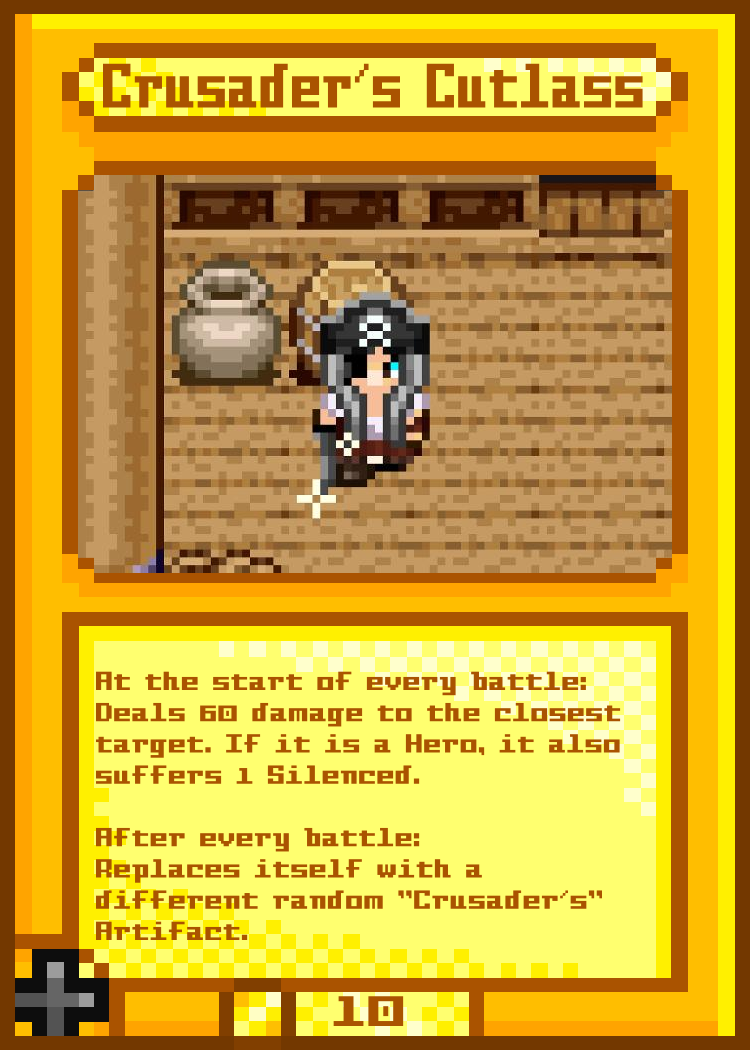 Crusader's Cutlass
At the start of every battle:
Deals 60 damage to the closest
target. If it is a Hero, it also
suffers 1 Silenced.
After every battle:
Replaces itself with a
different random "Crusader's"
Artifact.
10